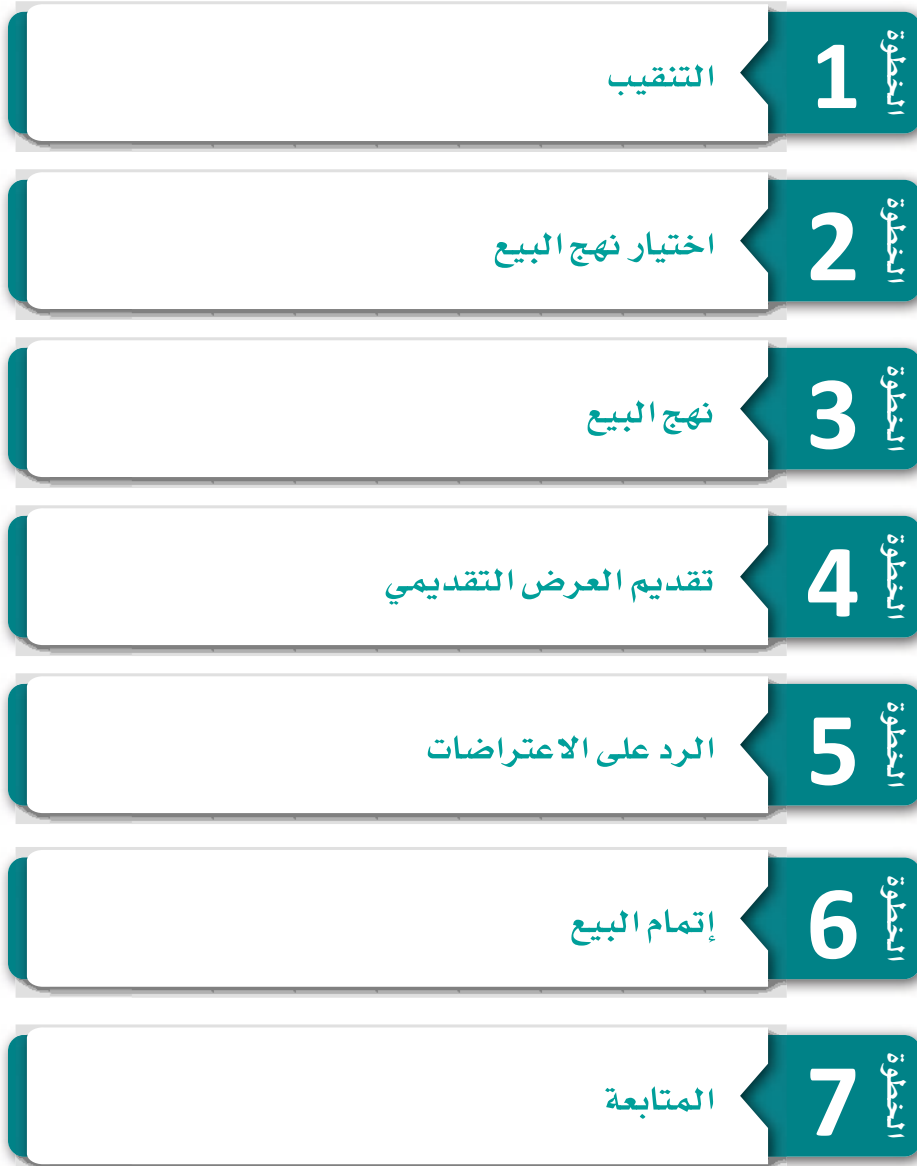 الخطوة 1 التنقيب
الخطوة 2 اختيار نهج البيع
الخطوة 3 نهج البيع
الخطوة 4 تقديم العرض التقديمي
الخطوة 5 الرد على الاعتراضات
الخطوة 6 إتمام البيع
الخطوة 7 المتابعة